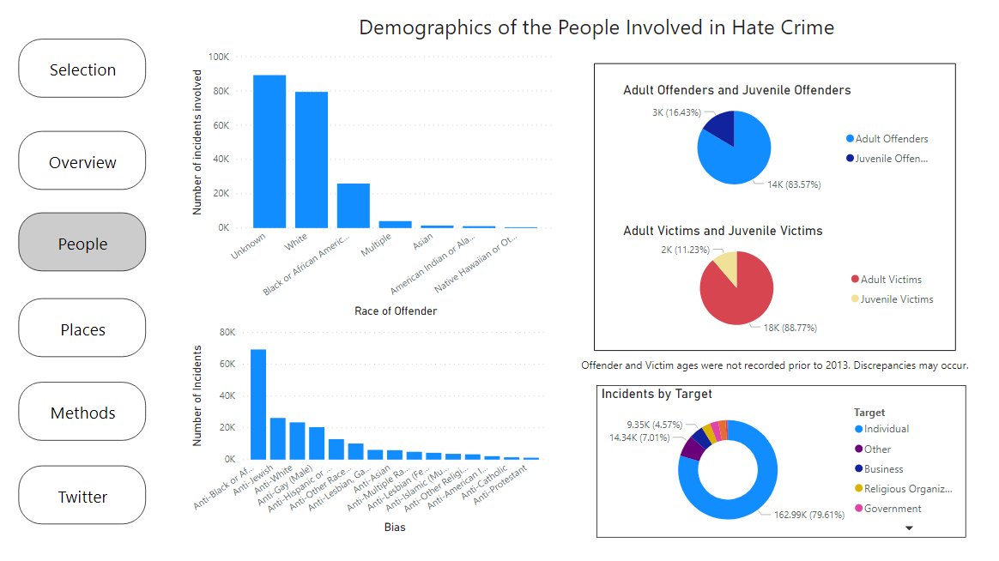 Demographics of the People Involved in Hate Crime
Selection
Overview
People
Places
Methods
Twitter
Number of incidents involved
100K
80K
60K
40K
20K
0K
Unknown
White
Black or African Americ...
Multiple
Asian
American Indian or Ala...
Native Hawaiian or Ot...
Race of Offender
Number of Incidents
80K
60K
40K
20K
0K
Anti-Black or Af...
Anti-Jewish
Anti-White
Anti-Gay (Male)
Anti-Hispanic or ...
Anti-Other Race...
Anti-Lesbian, Ga...
Anti-Asian
Anti-Multiple Ra...
Anti-Lesbian (Fe...
Anti-Islamic (Mu...
Anti-Other Religi...
Anti-American I...
Anti-Catholic
Anti-Protestant
Bias
Adult Offenders and Juvenile Offenders
3K (16.43%)
14K (83.57%)
Adult Offenders
Juvenile Offen...
Adult Victims and Juvenile Victims
2K (11.23%)
18K (88.77%)
Adult Victims
Juvenile Victims
Offender and Victim ages were not recorded prior to 2013. Discrepancies may occur.
Incidents by Target
9.35K (4.57%)
14.34K (7.01%)
162.99K (79.61%)
Target
Individual
Other
Business
Religious Organiz...
Government